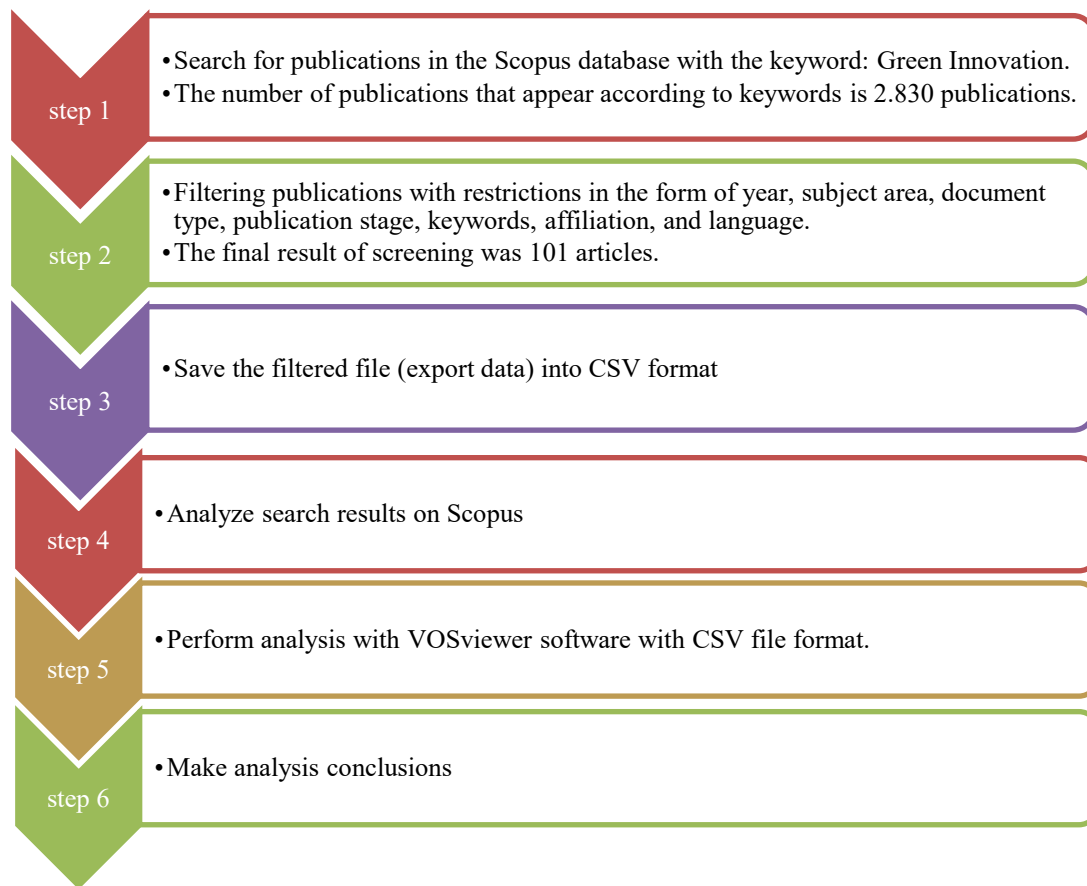 step 1
•Search for publications in the Scopus database with the keyword: Green Innovation.
•The number of publications that appear according to keywords is 2.830 publications.
step 2
•Filtering publications with restrictions in the form of year, subject area, document
type, publication stage, keywords, affiliation, and language.
•The final result of screening was 101 articles.
step 3
•Save the filtered file (export data) into CSV format
step 4
•Analyze search results on Scopus
step 5
•Perform analysis with VOSviewer software with CSV file format.
step 6
•Make analysis conclusions